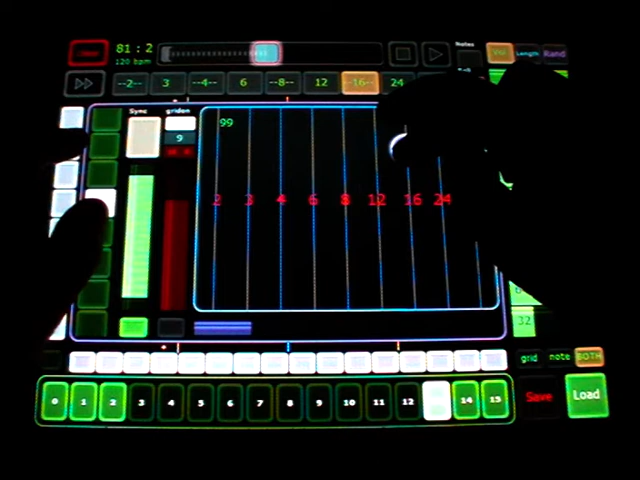 81 : 2
120 bpm
Notes
Vol Length Rand
--2-- 3 --4-- 6 --8-- 12 --16-- 24
Sync gridon
9
99
2 3 4 6 8 12 16 24
32
grid note BOTH
0 1 2 3 4 5 6 7 8 9 10 11 12 14 15
Save Load